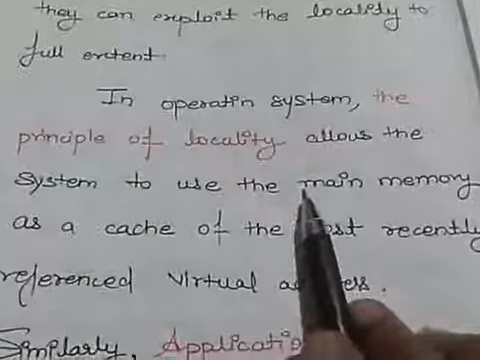 they can exploit the locality to
full extent.
In operatin system, the
principle of locality allows the
system to use the main memory
as a cache of the most recently
referenced virtual
Similarly,